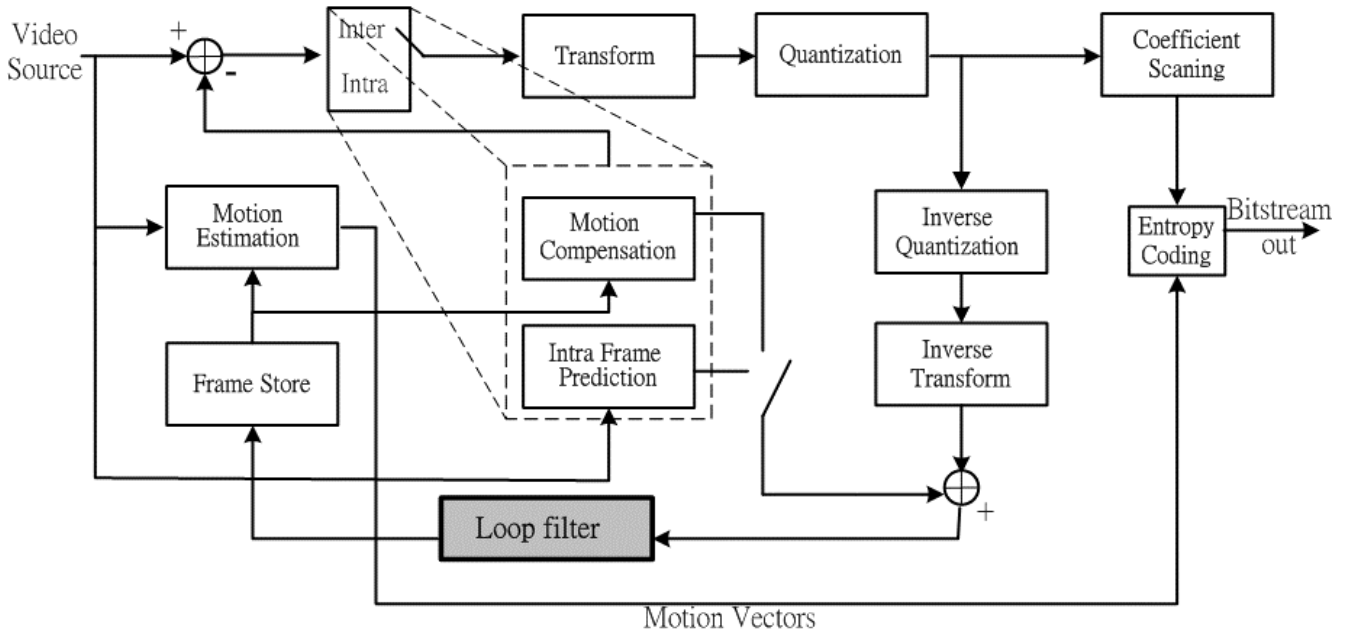 Video
Source
+
-
Inter
Intra
Transform
Quantization
Coefficient
Scaning
Motion
Estimation
Motion
Compensation
Inverse
Quantization
Entropy
Coding
Bitstream
out
Frame Store
Intra Frame
Prediction
Inverse
Transform
+
Loop filter
Motion Vectors